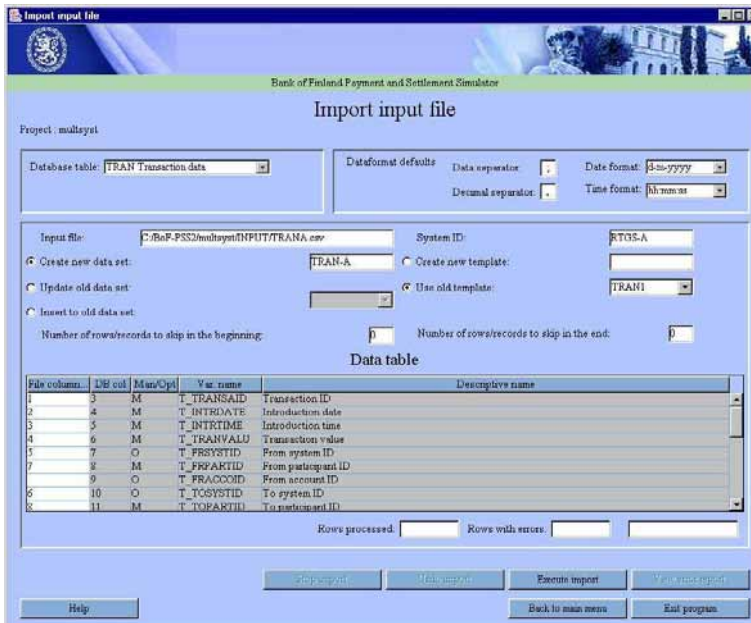 Import input file
Bank of Finland Payment and Settlement Simulator
Import input file
Project : multsyst
Database table: TRAN Transaction data
Dataformat defaults
Data separator: ;
Date format: d-m-yyyy
Decimal separator: ,
Time format: hh:mm:ss
Input file: C:/BoF-PSS2/multsyst/INPUT/TRANA.csv
System ID: RTGS-A
Create new data set: TRAN-A
Create new template:
Update old data set:
Use old template: TRAN1
Insert to old data set:
Number of rows/records to skip in the beginning: 0
Number of rows/records to skip in the end: 0
Data table
File column... DB col Man/Opt Var. name Descriptive name
1 3 M T_TRANSAID Transaction ID
2 4 M T_INTRDATE Introduction date
3 5 M T_INTRTIME Introduction time
4 6 M T_TRANVALU Transaction value
5 7 O T_FRSYSTID From system ID
7 8 M T_FRPARTID From participant ID
9 O T_FRACCOID From account ID
6 10 O T_TOSYSTID To system ID
8 11 M T_TOPARTID To participant ID
Rows processed:
Rows with errors:
Stop import
Execute import
View error report
Help
Back to main menu
Exit program